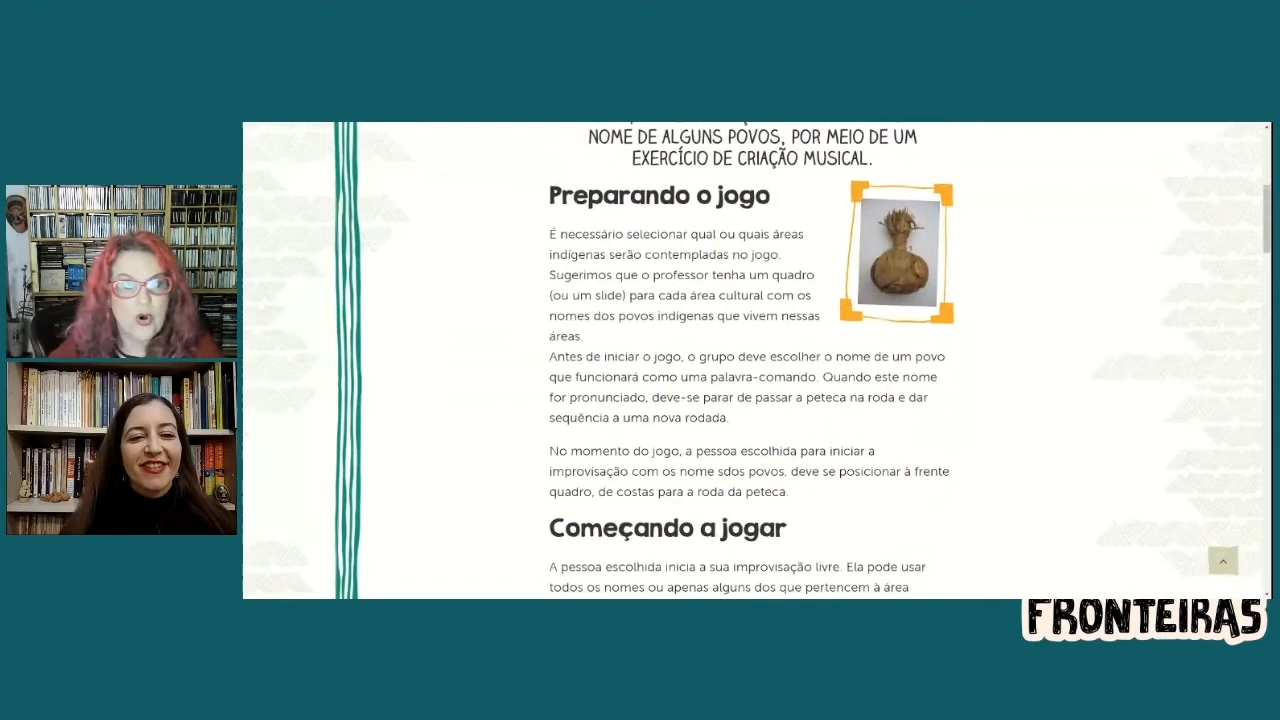 NOME DE ALGUNS POVOS, POR MEIO DE UM
EXERCÍCIO DE CRIAÇÃO MUSICAL.
Preparando o jogo
É necessário selecionar qual ou quais áreas
indígenas serão contempladas no jogo.
Sugerimos que o professor tenha um quadro
(ou um slide) para cada área cultural com os
nomes dos povos indígenas que vivem nessas
áreas.
Antes de iniciar o jogo, o grupo deve escolher o nome de um povo
que funcionará como uma palavra-comando. Quando este nome
for pronunciado, deve-se parar de passar a peteca na roda e dar
sequência a uma nova rodada.
No momento do jogo, a pessoa escolhida para iniciar a
improvisação com os nome sdos povos, deve se posicionar à frente
quadro, de costas para a roda da peteca.
Começando a jogar
A pessoa escolhida inicia a sua improvisação livre. Ela pode usar
todos os nomes ou apenas alguns dos que pertencem à área
FRONTEIRAS